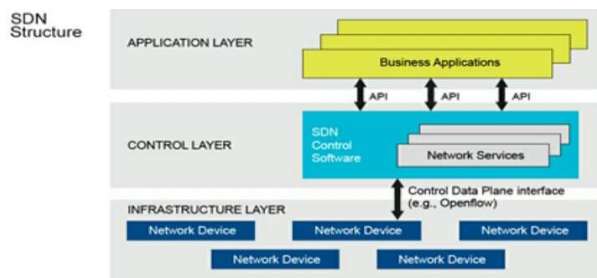 SDN
Structure
APPLICATION LAYER
Business Applications
API API API
CONTROL LAYER
SDN
Control
Software
Network Services
Control Data Plane interface
(e.g., Openflow)
INFRASTRUCTURE LAYER
Network Device Network Device Network Device
Network Device Network Device